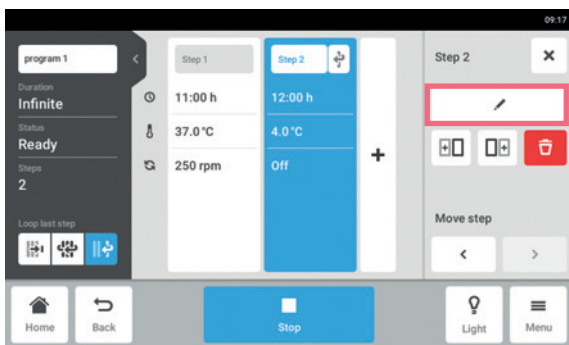 09:17
program 1
Duration
Infinite
Status
Ready
Steps
2
Loop last step
Step 1
11:00 h
37.0°C
250 rpm
Step 2
12:00 h
4.0°C
Off
+
Step 2
Move step
Home
Back
Stop
Light
Menu